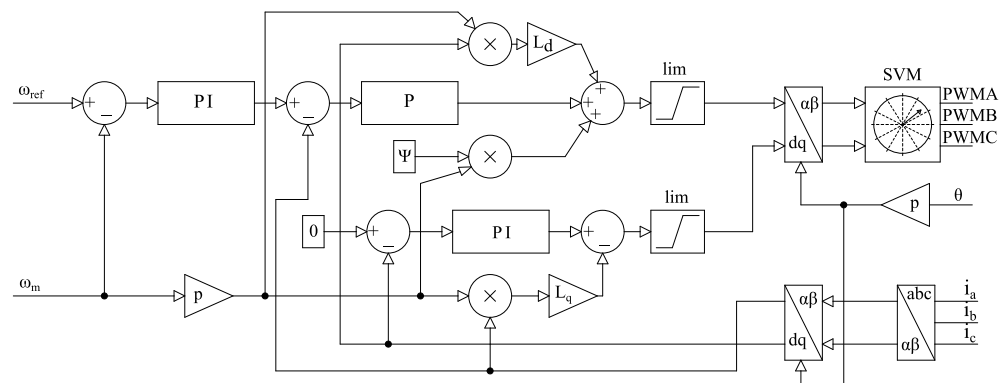 × L_d lim SVM
ω_ref + − PI + − P + + + αβ dq PWMA
PWMB
PWMC
Ψ ×
lim p θ
0 + − PI + −
ω_m p × L_q αβ dq abc αβ i_a
i_b
i_c